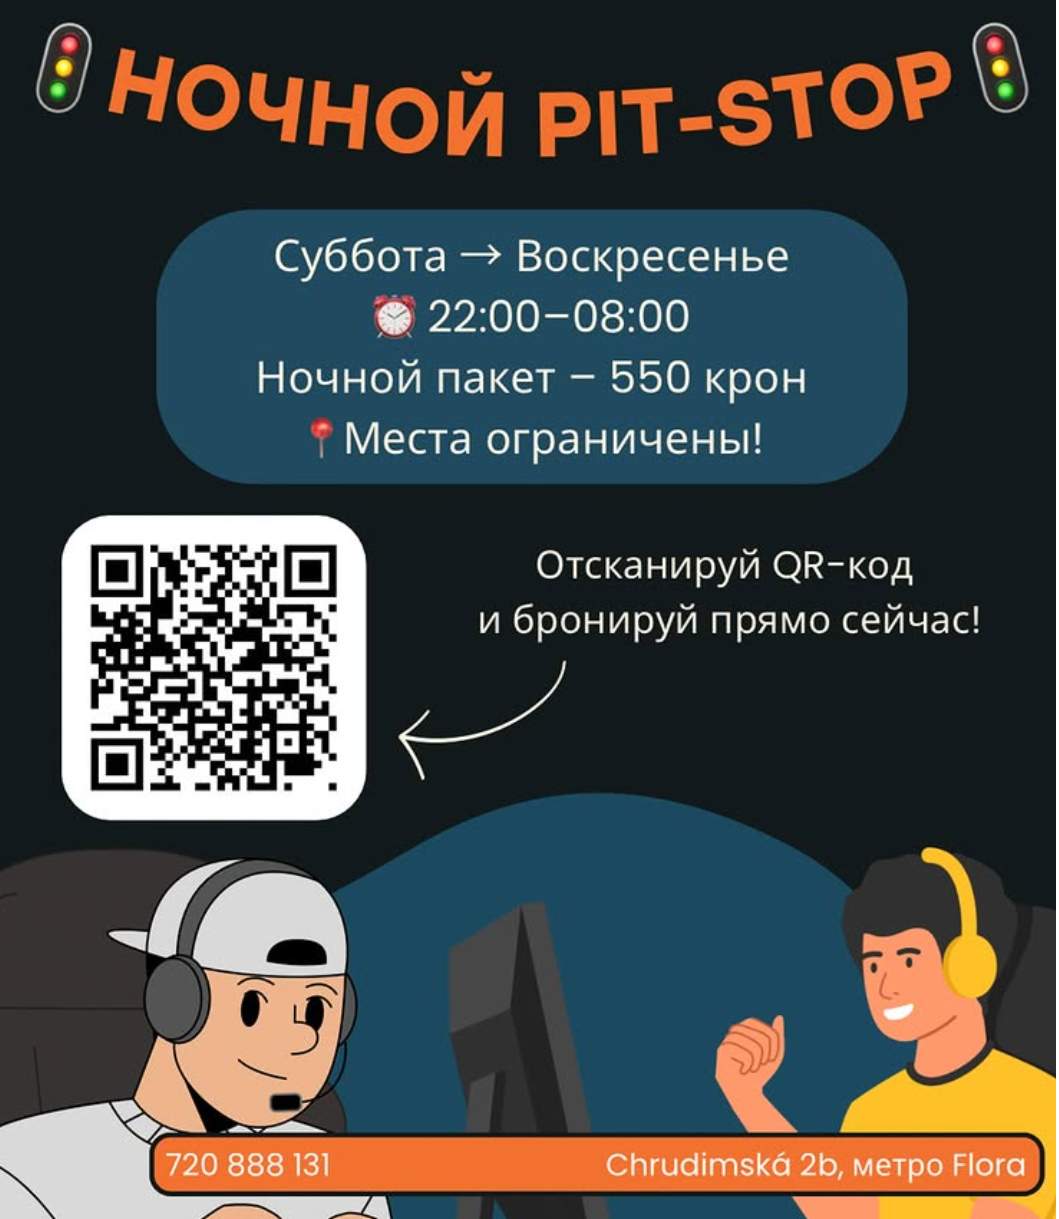 НОЧНОЙ PIT-STOP
Суббота → Воскресенье
22:00–08:00
Ночной пакет – 550 крон
Места ограничены!
Отсканируй QR-код
и бронируй прямо сейчас!
720 888 131
Chrudimská 2b, метро Flora